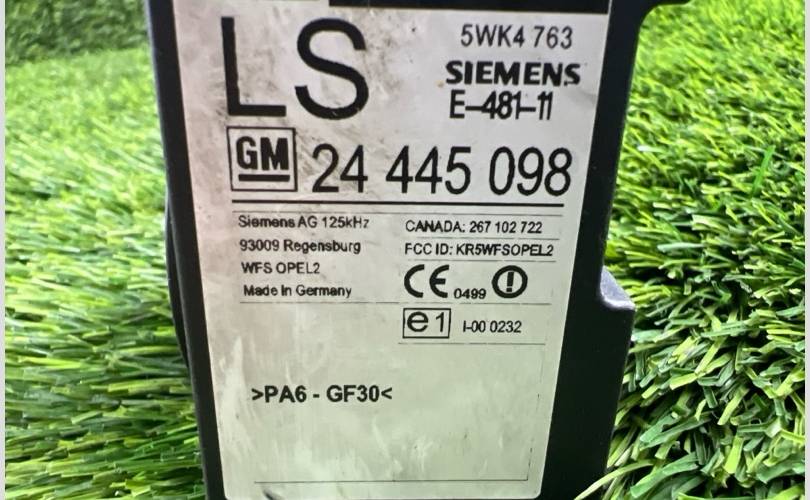 LS
5WK4 763
SIEMENS
E-481-11
GM 24 445 098
Siemens AG 125kHz
93009 Regensburg
WFS OPEL2
Made In Germany
CANADA: 267 102 722
FCC ID: KR5WFSOPEL2
CE 0499
e1 I-00 0232
>PA6 - GF30<